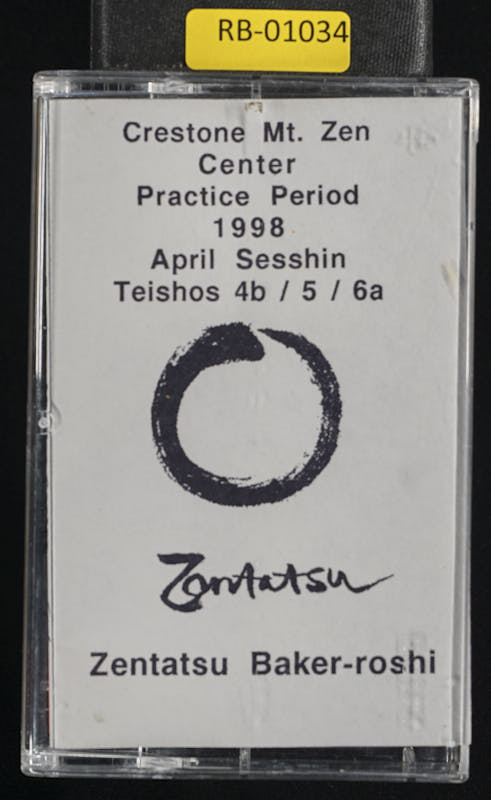 RB-01034
Crestone Mt. Zen
Center
Practice Period
1998
April Sesshin
Teishos 4b / 5 / 6a
Zentatsu
Zentatsu Baker-roshi